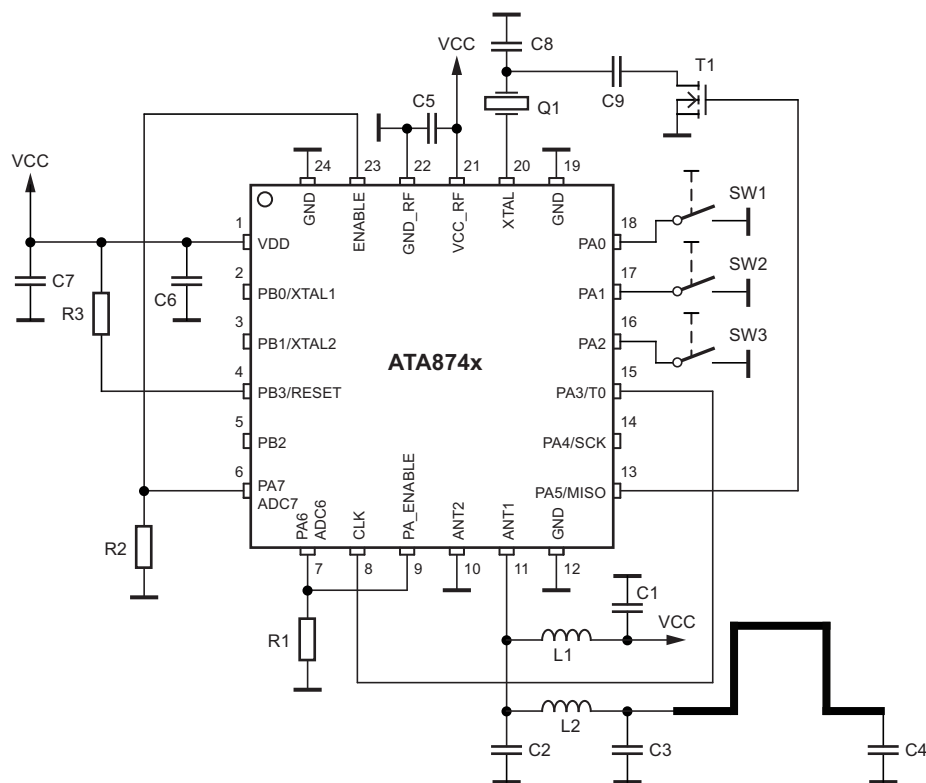 C8
VCC
T1
C5
Q1
C9
VCC
24
23
22
21
20
19
GND
ENABLE
GND_RF
VCC_RF
XTAL
GND
SW1
1
VDD
18
PA0
C7
C6
R3
2
PB0/XTAL1
17
PA1
SW2
3
PB1/XTAL2
16
PA2
SW3
ATA874x
4
PB3/RESET
15
PA3/T0
5
PB2
14
PA4/SCK
6
PA7
ADC7
13
PA5/MISO
PA6
ADC6
CLK
PA_ENABLE
ANT2
ANT1
GND
R2
7
8
9
10
11
12
C1
R1
VCC
L1
L2
C2
C3
C4